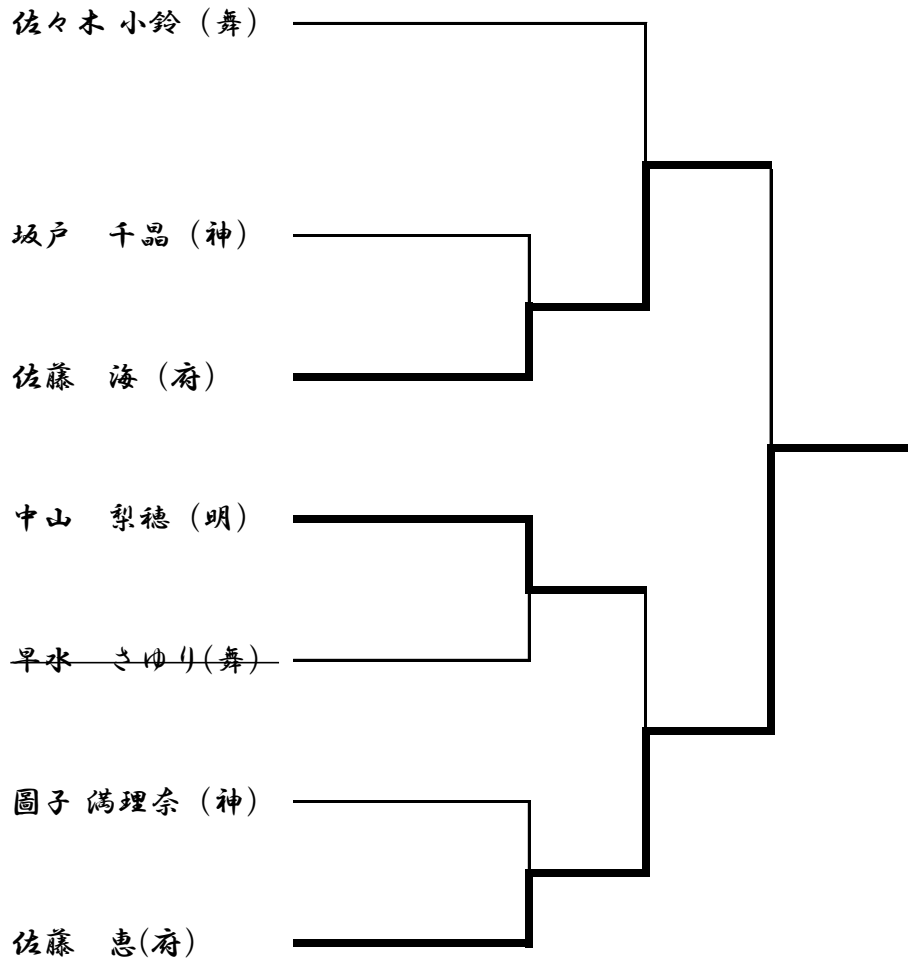 佐々木 小鈴 (舞)
坂戸　千晶 (神)
佐藤　海 (府)
中山　梨穂 (明)
早水　さゆり(舞)
圖子 満理奈 (神)
佐藤　恵(府)